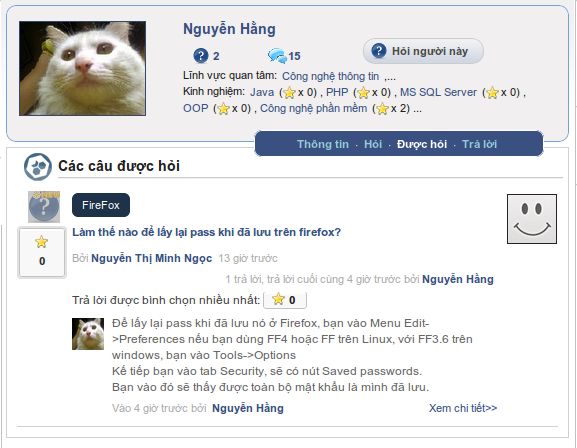 Nguyễn Hằng
2 15 Hỏi người này
Lĩnh vực quan tâm: Công nghệ thông tin ,...
Kinh nghiệm: Java ( x 0) , PHP ( x 0) , MS SQL Server ( x 0) ,
OOP ( x 0) , Công nghệ phần mềm ( x 2) ...
Thông tin · Hỏi · Được hỏi · Trả lời
Các câu được hỏi
FireFox
0
Làm thế nào để lấy lại pass khi đã lưu trên firefox?
Bởi Nguyễn Thị Minh Ngọc 13 giờ trước
1 trả lời, trả lời cuối cùng 4 giờ trước bởi Nguyễn Hằng
Trả lời được bình chọn nhiều nhất: 0
Để lấy lại pass khi đã lưu nó ở Firefox, bạn vào Menu Edit-
>Preferences nếu bạn dùng FF4 hoặc FF trên Linux, với FF3.6 trên
windows, bạn vào Tools->Options
Kế tiếp bạn vào tab Security, sẽ có nút Saved passwords.
Bạn vào đó sẽ thấy được toàn bộ mật khẩu là mình đã lưu.
Vào 4 giờ trước bởi Nguyễn Hằng Xem chi tiết>>